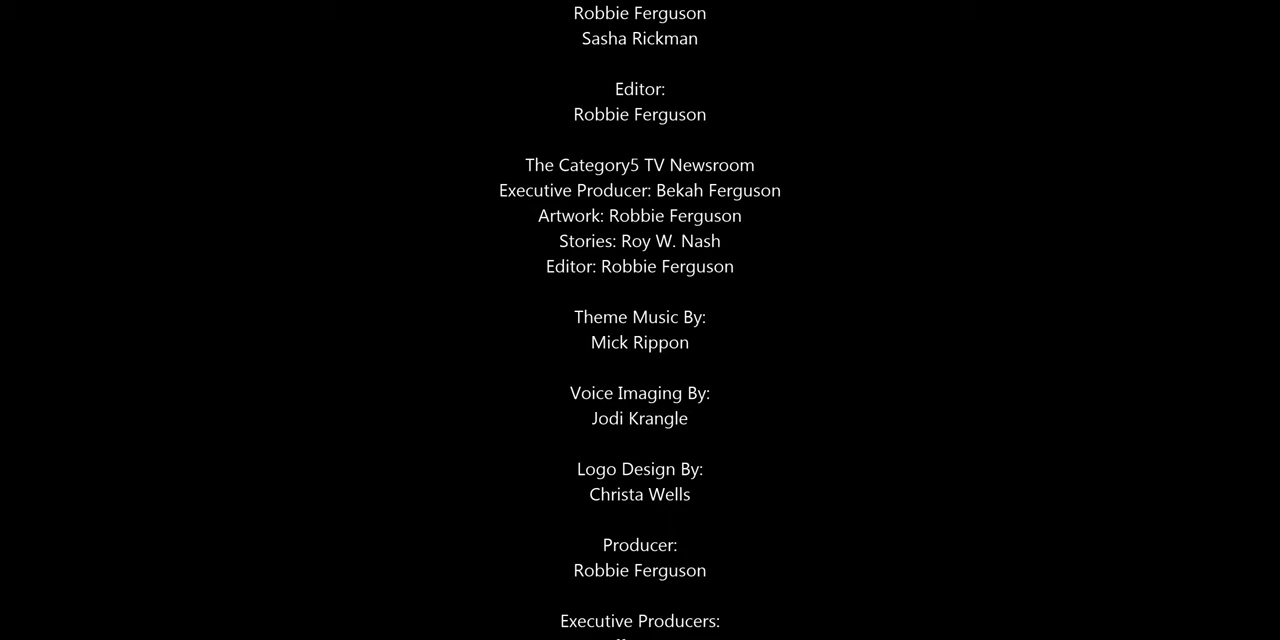 Robbie Ferguson
Sasha Rickman
Editor:
Robbie Ferguson
The Category5 TV Newsroom
Executive Producer: Bekah Ferguson
Artwork: Robbie Ferguson
Stories: Roy W. Nash
Editor: Robbie Ferguson
Theme Music By:
Mick Rippon
Voice Imaging By:
Jodi Krangle
Logo Design By:
Christa Wells
Producer:
Robbie Ferguson
Executive Producers: